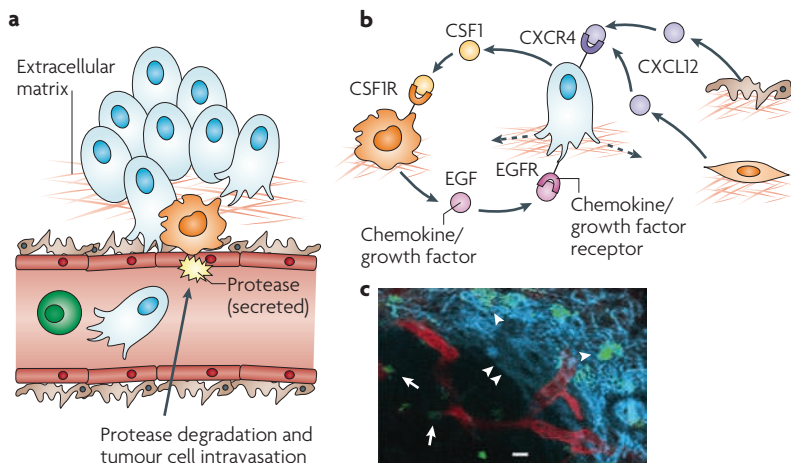 a
Extracellular
matrix
Protease
(secreted)
Protease degradation and
tumour cell intravasation
b
CSF1
CXCR4
CSF1R
CXCL12
EGF
EGFR
Chemokine/
growth factor
Chemokine/
growth factor
receptor
c